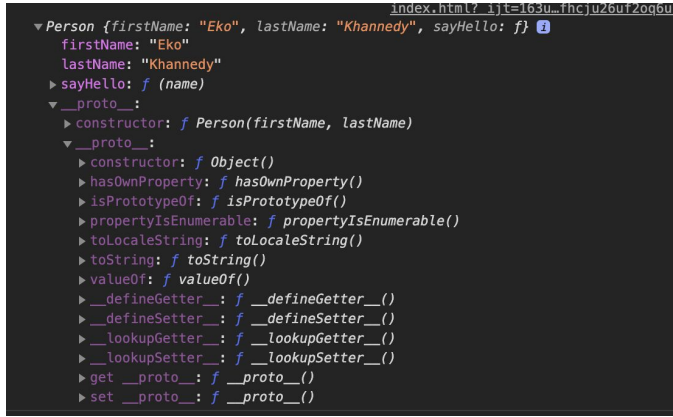 index.html?_ijt=163u…fhcju26uf2oq6u
▼Person {firstName: "Eko", lastName: "Khannedy", sayHello: ƒ} i
firstName: "Eko"
lastName: "Khannedy"
▶sayHello: ƒ (name)
▼__proto__:
▶constructor: ƒ Person(firstName, lastName)
▼__proto__:
▶constructor: ƒ Object()
▶hasOwnProperty: ƒ hasOwnProperty()
▶isPrototypeOf: ƒ isPrototypeOf()
▶propertyIsEnumerable: ƒ propertyIsEnumerable()
▶toLocaleString: ƒ toLocaleString()
▶toString: ƒ toString()
▶valueOf: ƒ valueOf()
▶__defineGetter__: ƒ __defineGetter__()
▶__defineSetter__: ƒ __defineSetter__()
▶__lookupGetter__: ƒ __lookupGetter__()
▶__lookupSetter__: ƒ __lookupSetter__()
▶get __proto__: ƒ __proto__()
▶set __proto__: ƒ __proto__()